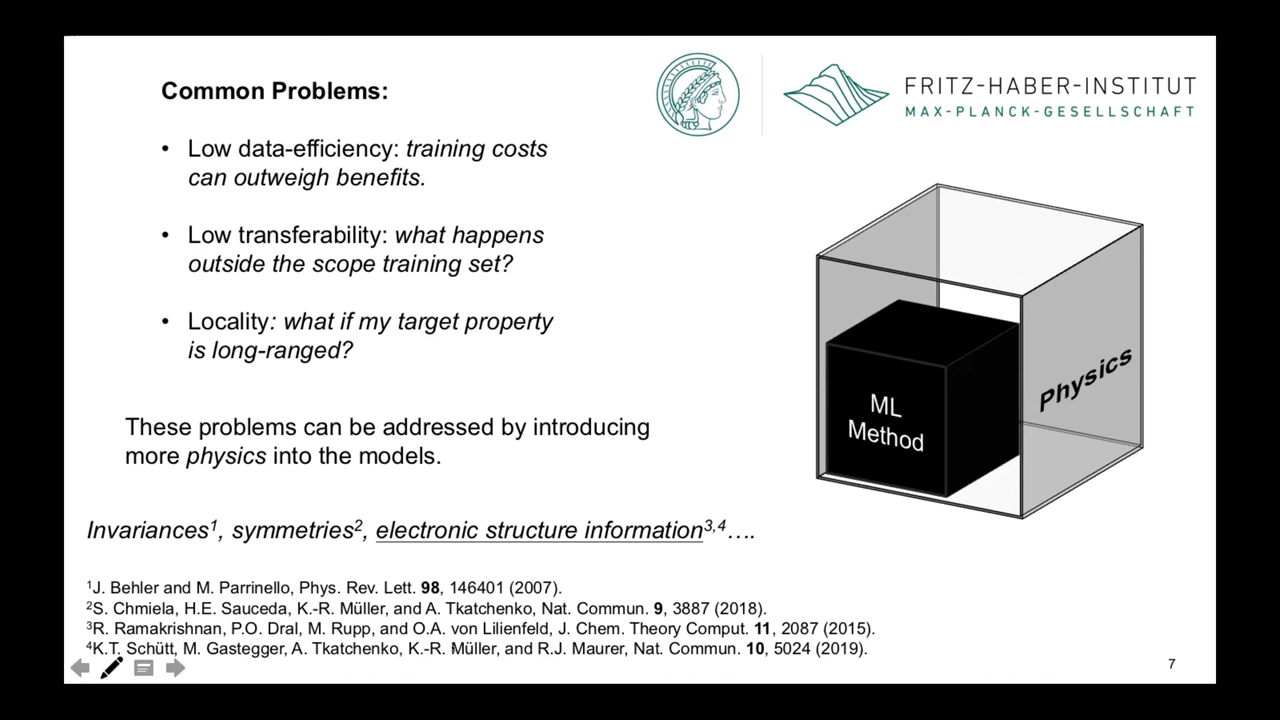 Common Problems:
FRITZ-HABER-INSTITUT
MAX-PLANCK-GESELLSCHAFT
• Low data-efficiency: training costs
can outweigh benefits.
• Low transferability: what happens
outside the scope training set?
• Locality: what if my target property
is long-ranged?
ML
Method
Physics
These problems can be addressed by introducing
more physics into the models.
Invariances¹, symmetries², electronic structure information³,⁴….
¹J. Behler and M. Parrinello, Phys. Rev. Lett. 98, 146401 (2007).
²S. Chmiela, H.E. Sauceda, K.-R. Müller, and A. Tkatchenko, Nat. Commun. 9, 3887 (2018).
³R. Ramakrishnan, P.O. Dral, M. Rupp, and O.A. von Lilienfeld, J. Chem. Theory Comput. 11, 2087 (2015).
⁴K.T. Schütt, M. Gastegger, A. Tkatchenko, K.-R. Müller, and R.J. Maurer, Nat. Commun. 10, 5024 (2019).
7